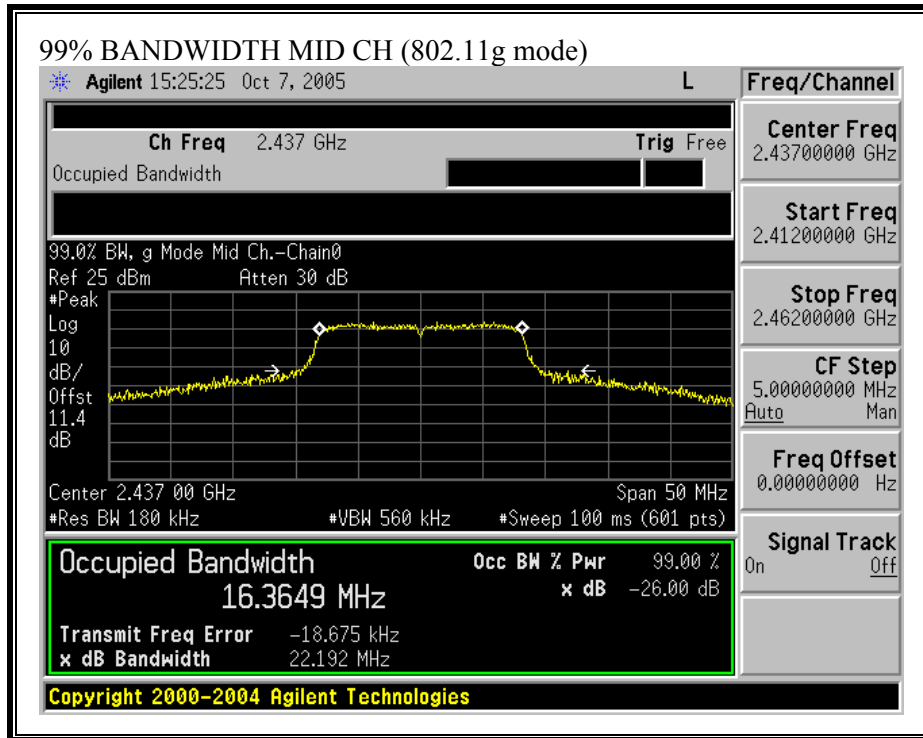 99% BANDWIDTH MID CH (802.11g mode)
Agilent 15:25:25 Oct 7, 2005 L
Freq/Channel
Ch Freq 2.437 GHz Trig Free
Occupied Bandwidth
Center Freq
2.43700000 GHz
Start Freq
2.41200000 GHz
Stop Freq
2.46200000 GHz
CF Step
5.00000000 MHz
Auto Man
Freq Offset
0.00000000 Hz
Signal Track
On Off
99.0% BW, g Mode Mid Ch.-Chain0
Ref 25 dBm Atten 30 dB
#Peak
Log
10
dB/
Offst
11.4
dB
Center 2.437 00 GHz Span 50 MHz
#Res BW 180 kHz #VBW 560 kHz #Sweep 100 ms (601 pts)
Occupied Bandwidth
16.3649 MHz
Occ BW % Pwr 99.00 %
x dB -26.00 dB
Transmit Freq Error -18.675 kHz
x dB Bandwidth 22.192 MHz
Copyright 2000-2004 Agilent Technologies